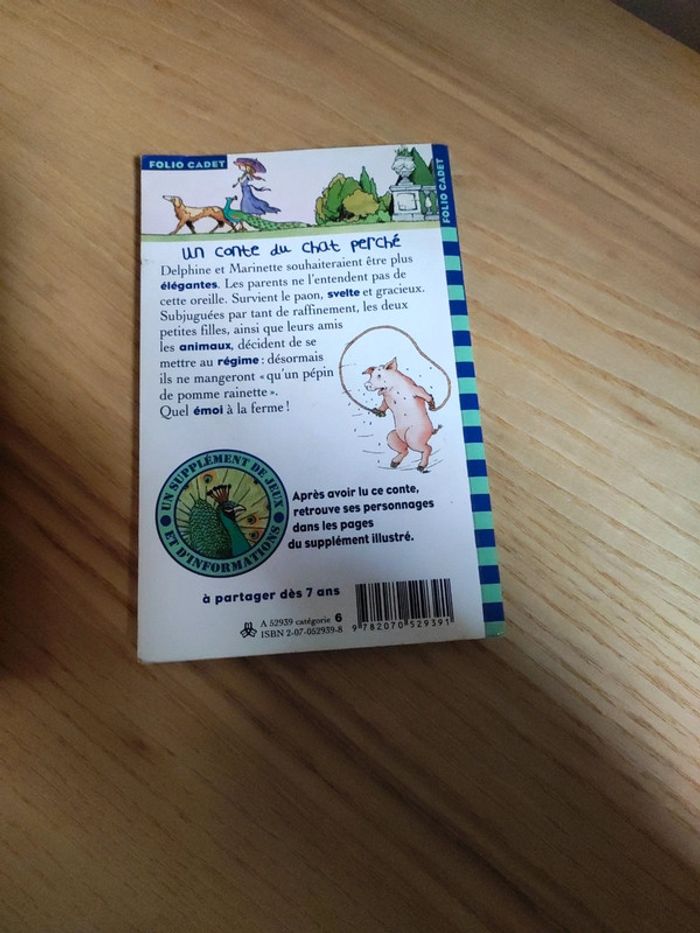 FOLIO CADET
FOLIO CADET
un conte du chat perché
Delphine et Marinette souhaiteraient être plus
élégantes. Les parents ne l'entendent pas de
cette oreille. Survient le paon, svelte et gracieux.
Subjuguées par tant de raffinement, les deux
petites filles, ainsi que leurs amis
les animaux, décident de se
mettre au régime : désormais
ils ne mangeront «qu'un pépin
de pomme rainette».
Quel émoi à la ferme !
UN SUPPLÉMENT DE JEUX
ET D'INFORMATIONS
Après avoir lu ce conte,
retrouve ses personnages
dans les pages
du supplément illustré.
à partager dès 7 ans
A 52939 catégorie 6
ISBN 2-07-052939-8
9 782070 529391